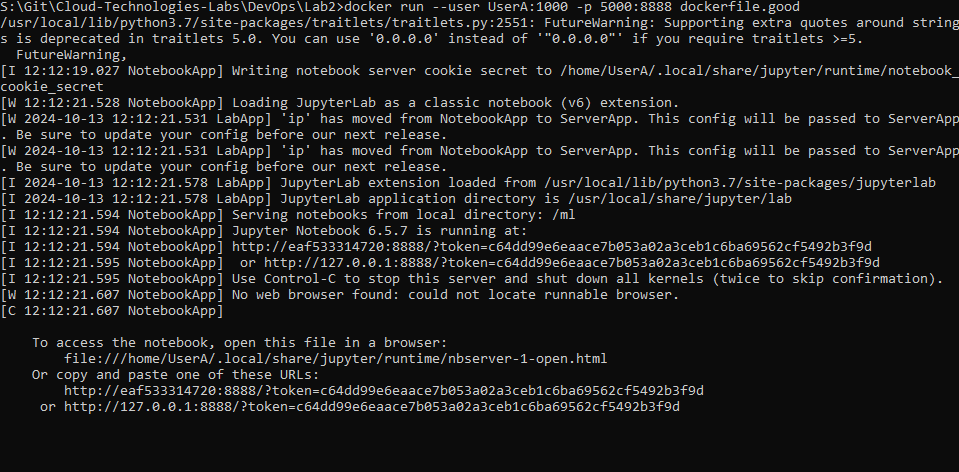 S:\Git\Cloud-Technologies-Labs\DevOps\Lab2>docker run --user UserA:1000 -p 5000:8888 dockerfile.good
/usr/local/lib/python3.7/site-packages/traitlets/traitlets.py:2551: FutureWarning: Supporting extra quotes around string
s is deprecated in traitlets 5.0. You can use '0.0.0.0' instead of '"0.0.0.0"' if you require traitlets >=5.
  FutureWarning,
[I 12:12:19.027 NotebookApp] Writing notebook server cookie secret to /home/UserA/.local/share/jupyter/runtime/notebook_
cookie_secret
[W 12:12:21.528 NotebookApp] Loading JupyterLab as a classic notebook (v6) extension.
[W 2024-10-13 12:12:21.531 LabApp] 'ip' has moved from NotebookApp to ServerApp. This config will be passed to ServerApp
. Be sure to update your config before our next release.
[W 2024-10-13 12:12:21.531 LabApp] 'ip' has moved from NotebookApp to ServerApp. This config will be passed to ServerApp
. Be sure to update your config before our next release.
[I 2024-10-13 12:12:21.578 LabApp] JupyterLab extension loaded from /usr/local/lib/python3.7/site-packages/jupyterlab
[I 2024-10-13 12:12:21.578 LabApp] JupyterLab application directory is /usr/local/share/jupyter/lab
[I 12:12:21.594 NotebookApp] Serving notebooks from local directory: /ml
[I 12:12:21.594 NotebookApp] Jupyter Notebook 6.5.7 is running at:
[I 12:12:21.594 NotebookApp] http://eaf533314720:8888/?token=c64dd99e6eaace7b053a02a3ceb1c6ba69562cf5492b3f9d
[I 12:12:21.595 NotebookApp]  or http://127.0.0.1:8888/?token=c64dd99e6eaace7b053a02a3ceb1c6ba69562cf5492b3f9d
[I 12:12:21.595 NotebookApp] Use Control-C to stop this server and shut down all kernels (twice to skip confirmation).
[W 12:12:21.607 NotebookApp] No web browser found: could not locate runnable browser.
[C 12:12:21.607 NotebookApp]
    To access the notebook, open this file in a browser:
        file:///home/UserA/.local/share/jupyter/runtime/nbserver-1-open.html
    Or copy and paste one of these URLs:
        http://eaf533314720:8888/?token=c64dd99e6eaace7b053a02a3ceb1c6ba69562cf5492b3f9d
     or http://127.0.0.1:8888/?token=c64dd99e6eaace7b053a02a3ceb1c6ba69562cf5492b3f9d